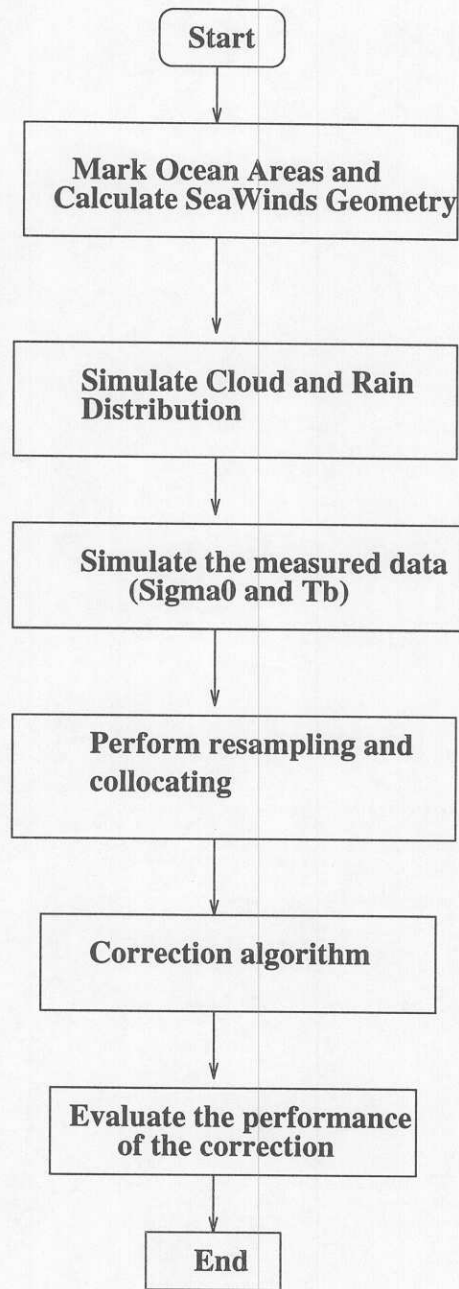 Start
Mark Ocean Areas and
Calculate SeaWinds Geometry
Simulate Cloud and Rain
Distribution
Simulate the measured data
(Sigma0 and Tb)
Perform resampling and
collocating
Correction algorithm
Evaluate the performance
of the correction
End